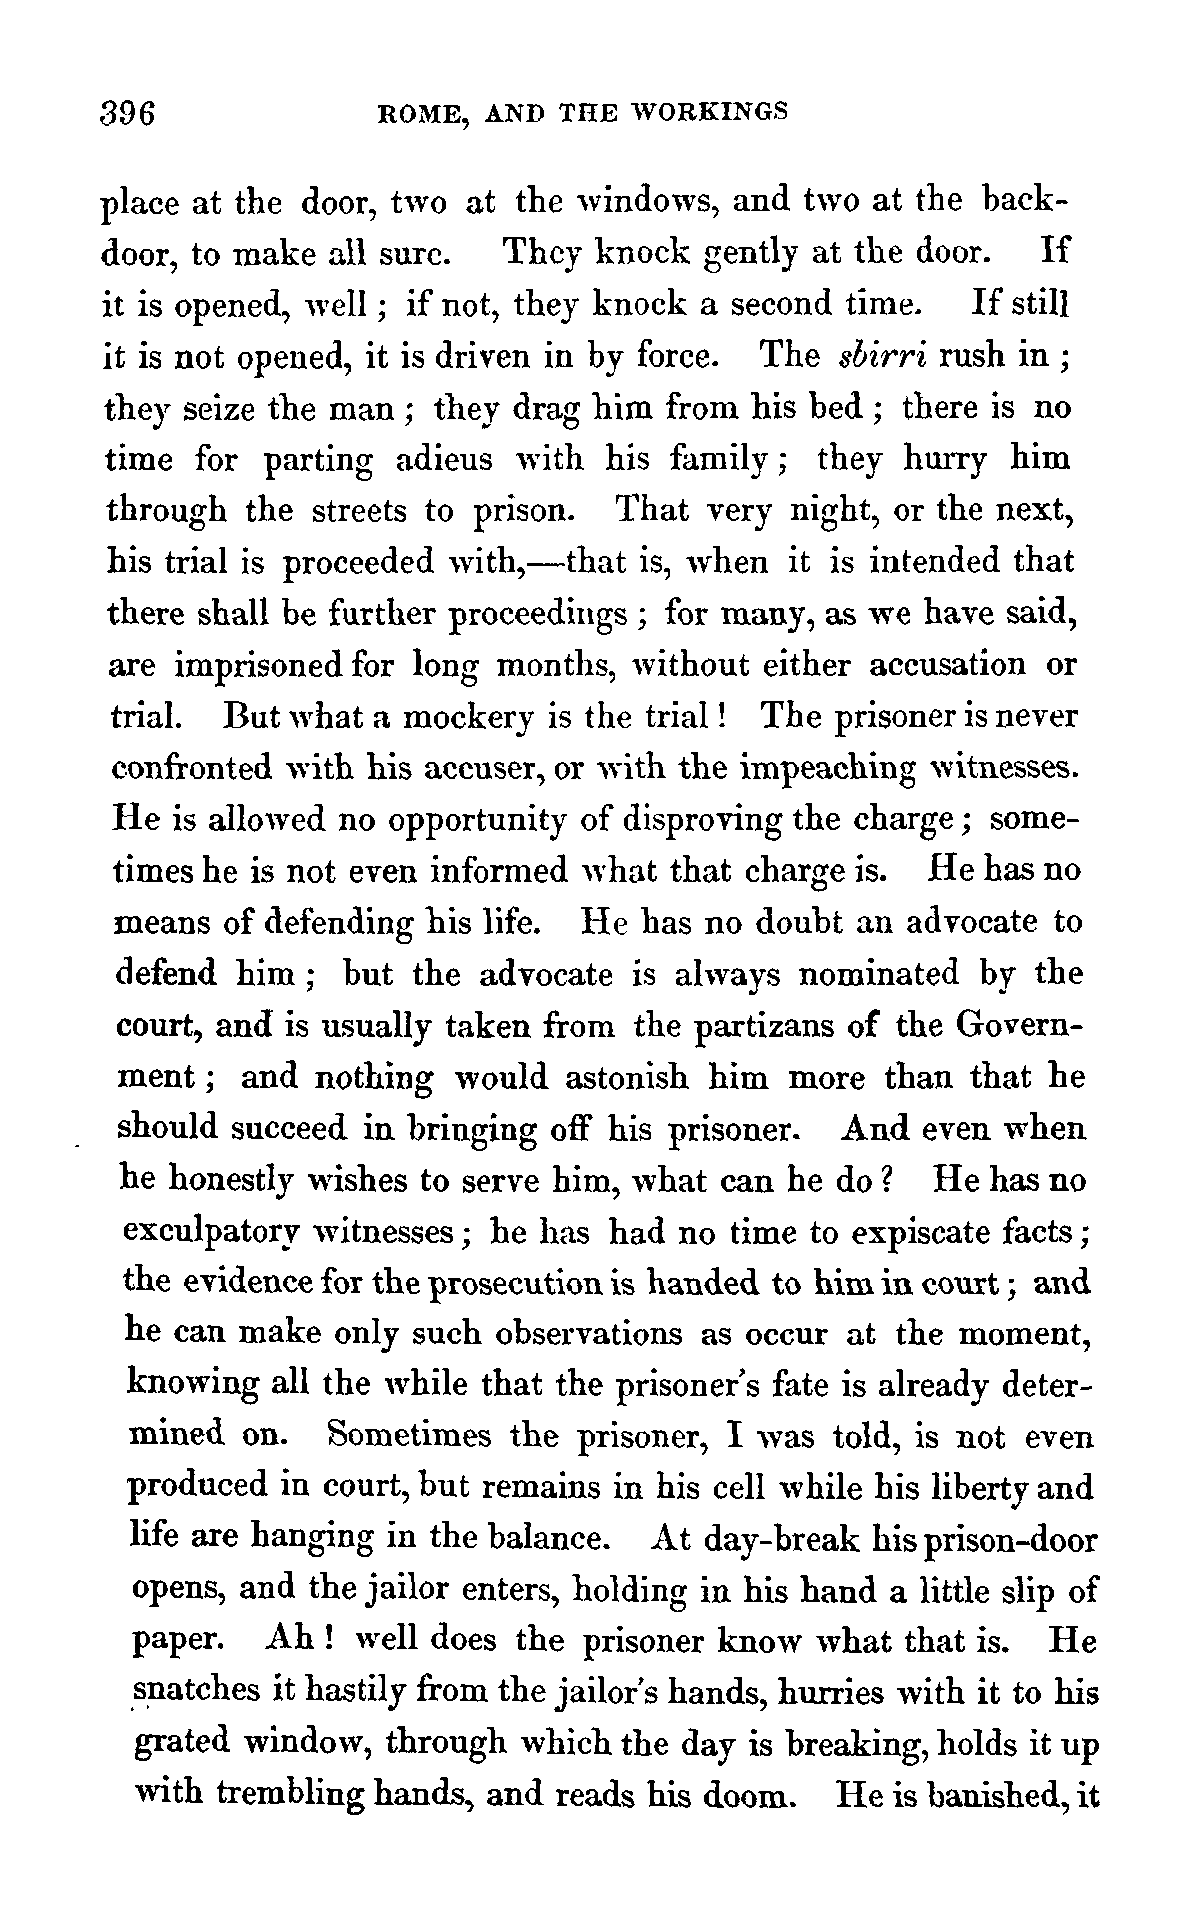 396 ROME, AND THE WORKINGS
place at the door, two at the windows, and two at the back-
door, to make all sure. They knock gently at the door. If
it is opened, well ; if not, they knock a second time. If still
it is not opened, it is driven in by force. The sbirri rush in ;
they seize the man ; they drag him from his bed ; there is no
time for parting adieus with his family ; they hurry him
through the streets to prison. That very night, or the next,
his trial is proceeded with,—that is, when it is intended that
there shall be further proceedings ; for many, as we have said,
are imprisoned for long months, without either accusation or
trial. But what a mockery is the trial ! The prisoner is never
confronted with his accuser, or with the impeaching witnesses.
He is allowed no opportunity of disproving the charge ; some-
times he is not even informed what that charge is. He has no
means of defending his life. He has no doubt an advocate to
defend him ; but the advocate is always nominated by the
court, and is usually taken from the partizans of the Govern-
ment ; and nothing would astonish him more than that he
should succeed in bringing off his prisoner. And even when
he honestly wishes to serve him, what can he do ? He has no
exculpatory witnesses ; he has had no time to expiscate facts ;
the evidence for the prosecution is handed to him in court ; and
he can make only such observations as occur at the moment,
knowing all the while that the prisoner's fate is already deter-
mined on. Sometimes the prisoner, I was told, is not even
produced in court, but remains in his cell while his liberty and
life are hanging in the balance. At day-break his prison-door
opens, and the jailor enters, holding in his hand a little slip of
paper. Ah ! well does the prisoner know what that is. He
snatches it hastily from the jailor's hands, hurries with it to his
grated window, through which the day is breaking, holds it up
with trembling hands, and reads his doom. He is banished, it